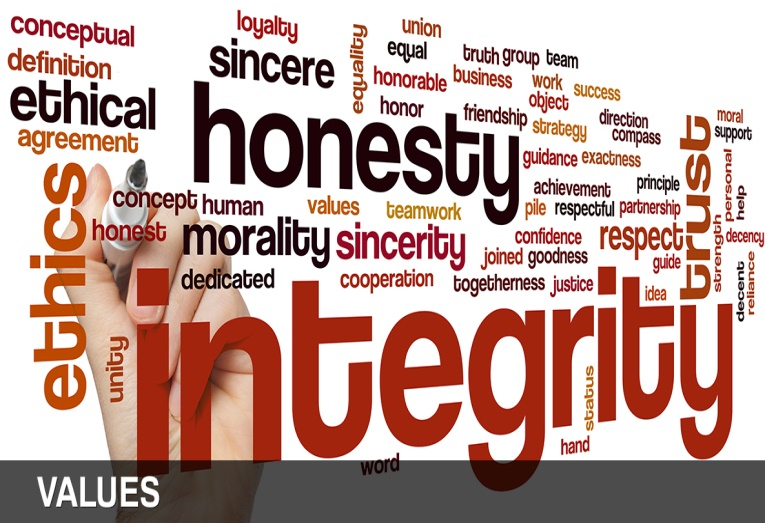 conceptual
loyalty
union
definition
sincere
equality
equal
truth
group
team
ethical
honorable
business
work
success
agreement
honor
object
honesty
friendship
strategy
direction
compass
moral
support
guidance
exactness
trust
ethics
concept
human
values
teamwork
achievement
principle
personal
help
pile
respectful
partnership
honest
morality
sincerity
confidence
respect
strength
decency
joined
goodness
guide
dedicated
cooperation
togetherness
justice
idea
decent
reliance
unity
integrity
status
hand
word
VALUES